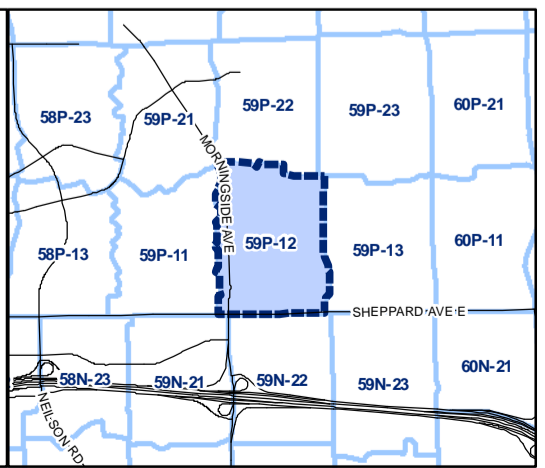 58P-23
59P-21
59P-22
59P-23
60P-21
MORNINGSIDE AVE
58P-13
59P-11
59P-12
59P-13
60P-11
SHEPPARD AVE E
58N-23
59N-21
59N-22
59N-23
60N-21
NEILSON RD